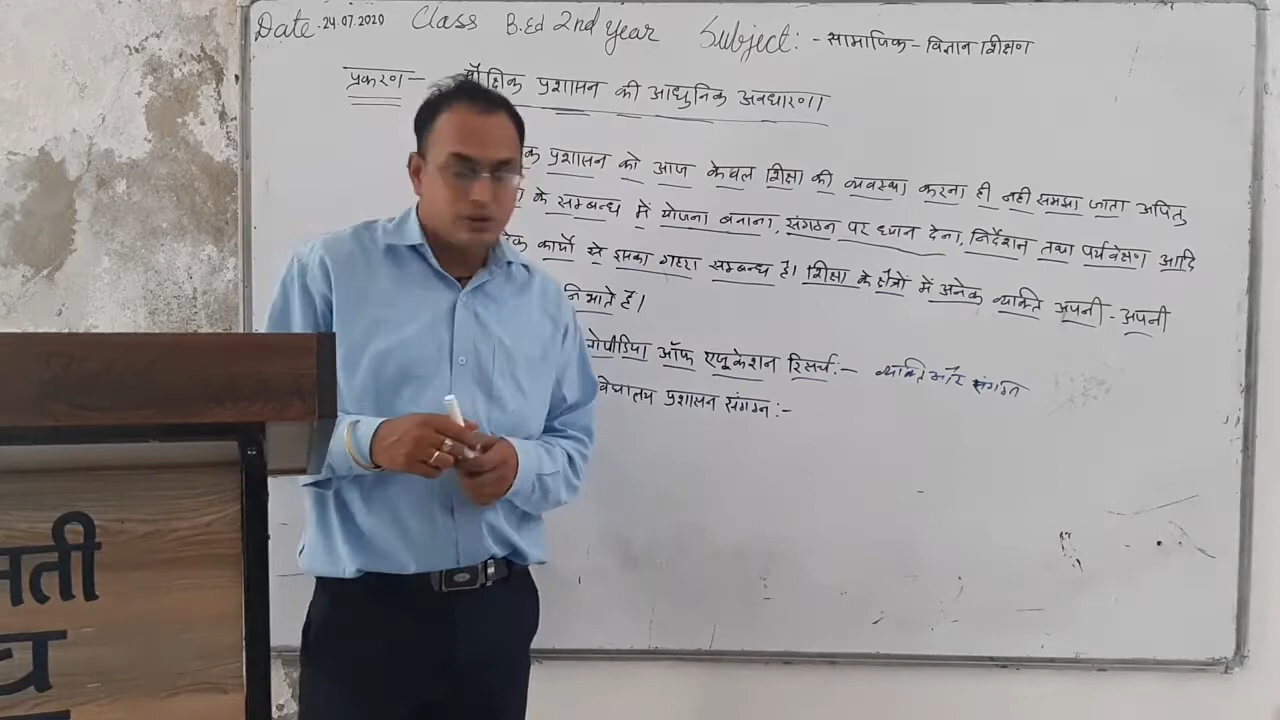 Date. 24.07.2020 Class B.Ed 2nd Year Subject: - सामाजिक - विज्ञान शिक्षण
प्रकरण - शैक्षिक प्रशासन की आधुनिक अवधारणा
क प्रशासन को आज केवल शिक्षा की व्यवस्था करना ही नही समझा जाता अपितु
के सम्बन्ध में योजना बनाना, संगठन पर ध्यान देना, निर्देशन तथा पर्यवेक्षण आदि
कार्यो से इसका गहरा सम्बन्ध है। शिक्षा के क्षेत्रों में अनेक व्यक्ति अपनी - अपनी
निभाते हैं।
ऑफ एजूकेशन रिसर्च:- व्यक्ति और संगठन
विद्यालय प्रशासन संगठन:-
मती